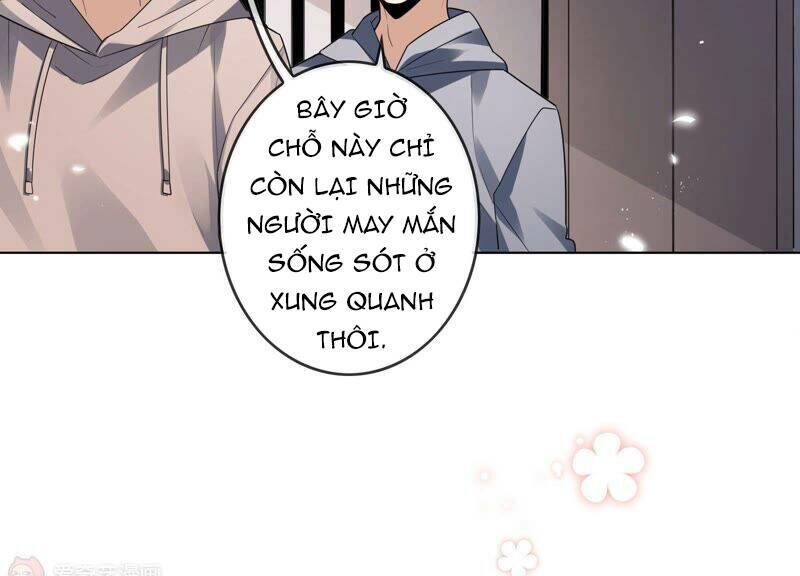 BÂY GIỜ
CHỖ NÀY CHỈ
CÒN LẠI NHỮNG
NGƯỜI MAY MẮN
SỐNG SÓT Ở
XUNG QUANH
THÔI.